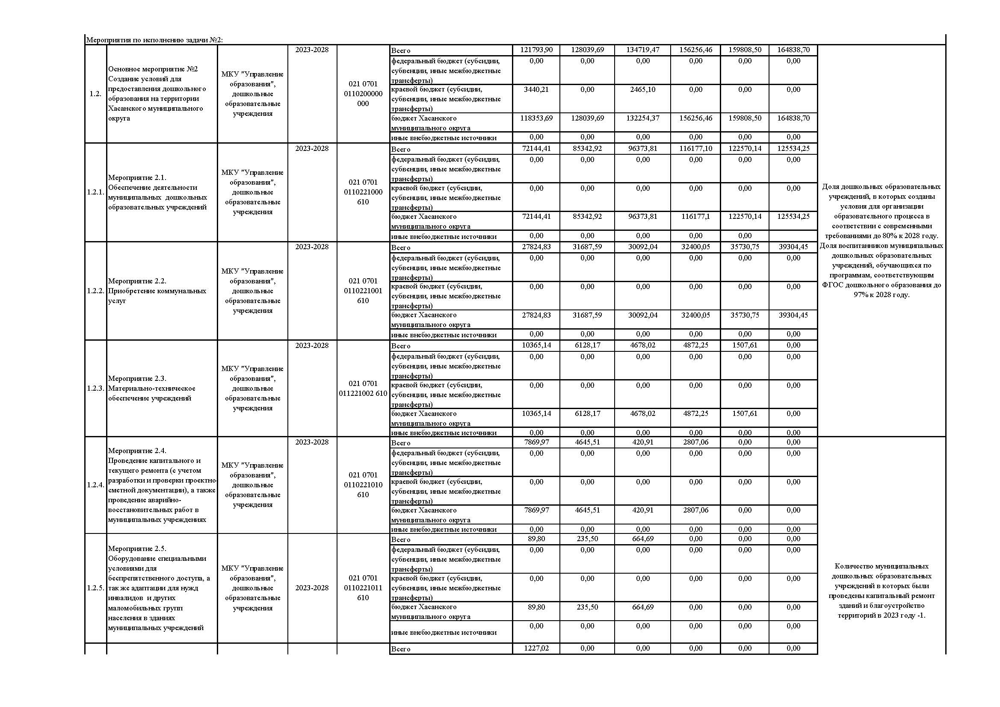 Мероприятия по исполнению задачи №2:
1.2.
Основное мероприятие №2
Создание условий для
предоставления дошкольного
образования на территории
Хасанского муниципального
округа
МКУ "Управление
образования",
дошкольные
образовательные
учреждения
2023-2028
021 0701
0110200000
000
Всего 121793,90 128039,69 134719,47 156256,46 159808,50 164838,70
федеральный бюджет (субсидии, 0,00 0,00 0,00 0,00 0,00 0,00
субвенции, иные межбюджетные
трансферты)
краевой бюджет (субсидии, 3440,21 0,00 2465,10 0,00 0,00 0,00
субвенции, иные межбюджетные
трансферты)
бюджет Хасанского 118353,69 128039,69 132254,37 156256,46 159808,50 164838,70
муниципального округа
иные внебюджетные источники 0,00 0,00 0,00 0,00 0,00 0,00
1.2.1.
Мероприятие 2.1.
Обеспечение деятельности
муниципальных  дошкольных
образовательных учреждений
МКУ "Управление
образования",
дошкольные
образовательные
учреждения
2023-2028
021 0701
0110221000
610
Всего 72144,41 85342,92 96373,81 116177,10 122570,14 125534,25
федеральный бюджет (субсидии, 0,00 0,00 0,00 0,00 0,00 0,00
субвенции, иные межбюджетные
трансферты)
краевой бюджет (субсидии, 0,00 0,00 0,00 0,00 0,00 0,00
субвенции, иные межбюджетные
трансферты)
бюджет Хасанского 72144,41 85342,92 96373,81 116177,1 122570,14 125534,25
муниципального округа
иные внебюджетные источники 0,00 0,00 0,00 0,00 0,00
1.2.2.
Мероприятие 2.2.
Приобретение коммунальных
услуг
МКУ "Управление
образования",
дошкольные
образовательные
учреждения
2023-2028
021 0701
0110221001
610
Всего 27824,83 31687,59 30092,04 32400,05 35730,75 39304,45
федеральный бюджет (субсидии, 0,00 0,00 0,00 0,00 0,00 0,00
субвенции, иные межбюджетные
трансферты)
краевой бюджет (субсидии, 0,00 0,00 0,00 0,00 0,00 0,00
субвенции, иные межбюджетные
трансферты)
бюджет Хасанского 27824,83 31687,59 30092,04 32400,05 35730,75 39304,45
муниципального округа
иные внебюджетные источники 0,00 0,00 0,00 0,00 0,00 0,00
1.2.3.
Мероприятие 2.3.
Материально-техническое
обеспечение учреждений
МКУ "Управление
образования",
дошкольные
образовательные
учреждения
2023-2028
021 0701
011221002 610
Всего 10365,14 6128,17 4678,02 4872,25 1507,61 0,00
федеральный бюджет (субсидии, 0,00 0,00 0,00 0,00 0,00 0,00
субвенции, иные межбюджетные
трансферты)
краевой бюджет (субсидии, 0,00 0,00 0,00 0,00 0,00 0,00
субвенции, иные межбюджетные
трансферты)
бюджет Хасанского 10365,14 6128,17 4678,02 4872,25 1507,61 0,00
муниципального округа
иные внебюджетные источники 0,00 0,00 0,00 0,00 0,00 0,00
Доля дошкольных образовательных
учреждений, в которых созданы
условия для организации
образовательного процесса в
соответствии с современными
требованиями до 80% к 2028 году.
Доля воспитанников муниципальных
дошкольных образовательных
учреждений, обучающихся по
программам, соответствующим
ФГОС дошкольного образования до
97% к 2028 году.
1.2.4.
Мероприятие 2.4.
Проведение капитального и
текущего ремонта (с учетом
разработки и проверки проектно-
сметной документации), а также
проведение аварийно-
восстановительных работ в
муниципальных учреждениях
МКУ "Управление
образования",
дошкольные
образовательные
учреждения
2023-2028
021 0701
0110221010
610
Всего 7869,97 4645,51 420,91 2807,06 0,00 0,00
федеральный бюджет (субсидии, 0,00 0,00 0,00 0,00 0,00 0,00
субвенции, иные межбюджетные
трансферты)
краевой бюджет (субсидии, 0,00 0,00 0,00 0,00 0,00 0,00
субвенции, иные межбюджетные
трансферты)
бюджет Хасанского 7869,97 4645,51 420,91 2807,06 0,00 0,00
муниципального округа
иные внебюджетные источники 0,00 0,00 0,00 0,00 0,00 0,00
1.2.5.
Мероприятие 2.5.
Оборудование специальными
условиями для
беспрепятственного доступа, а
так же адаптации для нужд
инвалидов  и других
маломобильных групп
населения в зданиях
муниципальных учреждений
МКУ "Управление
образования",
дошкольные
образовательные
учреждения
2023-2028
021 0701
0110221011
610
Всего 89,80 235,50 664,69 0,00 0,00 0,00
федеральный бюджет (субсидии, 0,00 0,00 0,00 0,00 0,00 0,00
субвенции, иные межбюджетные
трансферты)
краевой бюджет (субсидии, 0,00 0,00 0,00 0,00 0,00 0,00
субвенции, иные межбюджетные
трансферты)
бюджет Хасанского 89,80 235,50 664,69 0,00 0,00 0,00
муниципального округа
иные внебюджетные источники 0,00 0,00 0,00 0,00 0,00 0,00
Всего 1227,02 0,00 0,00 0,00 0,00 0,00
Количество муниципальных
дошкольных образовательных
учреждений в которых были
проведены капитальный ремонт
зданий и благоустройство
территорий в 2023 году -1.